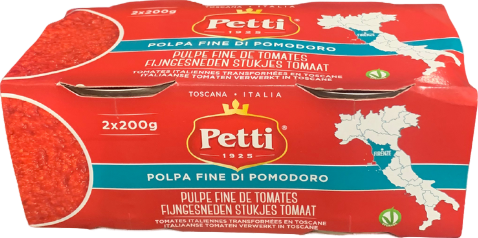 2x200g
Petti®
1925
POLPA FINE DI POMODORO
PULPE FINE DE TOMATES
FIJNGESNEDEN STUKJES TOMAAT
TOMATES ITALIENNES TRANSFORMÉES EN TOSCANE
ITALIAANSE TOMATEN VERWERKT IN TOSCANE
TOSCANA • ITALIA
2x200g
Petti®
1925
FIRENZE
POLPA FINE DI POMODORO
PULPE FINE DE TOMATES
FIJNGESNEDEN STUKJES TOMAAT
TOMATES ITALIENNES TRANSFORMÉES EN TOSCANE
ITALIAANSE TOMATEN VERWERKT IN TOSCANE